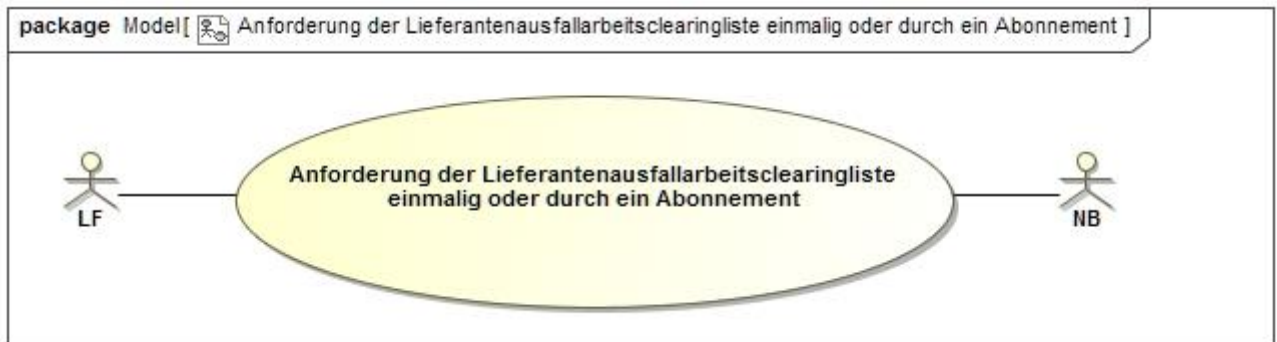 package Model[ Anforderung der Lieferantenausfallarbeitsclearingliste einmalig oder durch ein Abonnement ]
Anforderung der Lieferantenausfallarbeitsclearingliste
einmalig oder durch ein Abonnement
LF
NB